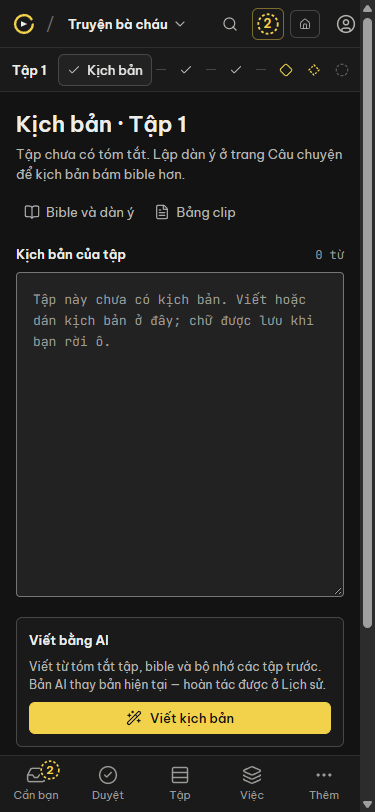 / Truyện bà cháu
2
Tập 1
Kịch bản
Kịch bản · Tập 1
Tập chưa có tóm tắt. Lập dàn ý ở trang Câu chuyện
để kịch bản bám bible hơn.
Bible và dàn ý
Bảng clip
Kịch bản của tập
0 từ
Tập này chưa có kịch bản. Viết hoặc
dán kịch bản ở đây; chữ được lưu khi
bạn rời ô.
Viết bằng AI
Viết từ tóm tắt tập, bible và bộ nhớ các tập trước.
Bản AI thay bản hiện tại — hoàn tác được ở Lịch sử.
Viết kịch bản
2
Cần bạn
Duyệt
Tập
Việc
Thêm